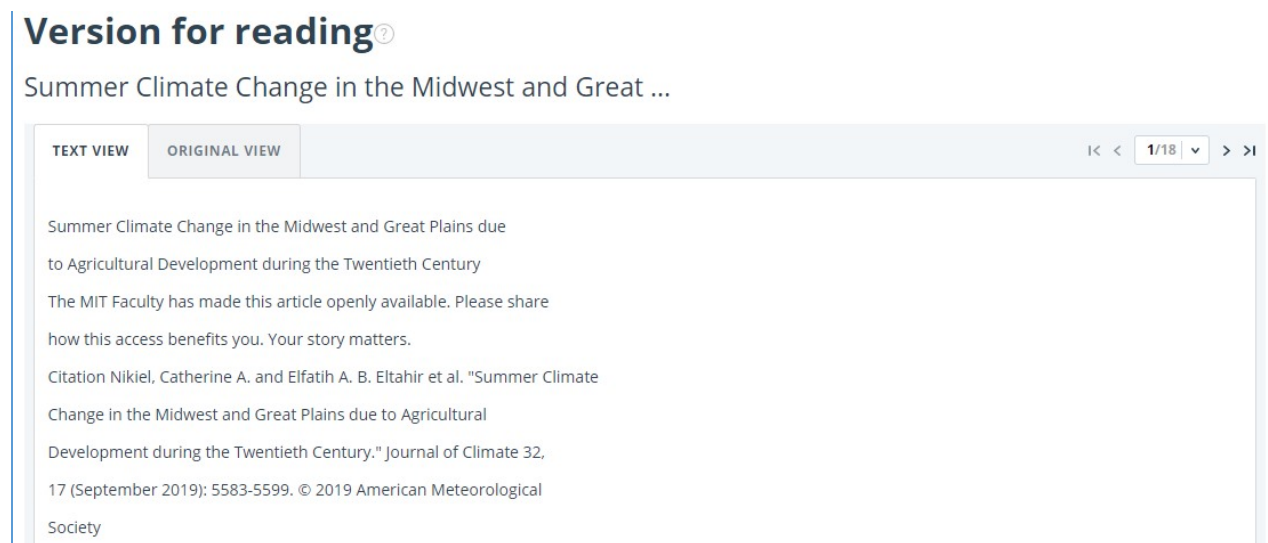 Version for reading ?
Summer Climate Change in the Midwest and Great ...
TEXT VIEW ORIGINAL VIEW 1/18
Summer Climate Change in the Midwest and Great Plains due
to Agricultural Development during the Twentieth Century
The MIT Faculty has made this article openly available. Please share
how this access benefits you. Your story matters.
Citation Nikiel, Catherine A. and Elfatih A. B. Eltahir et al. "Summer Climate
Change in the Midwest and Great Plains due to Agricultural
Development during the Twentieth Century." Journal of Climate 32,
17 (September 2019): 5583-5599. © 2019 American Meteorological
Society